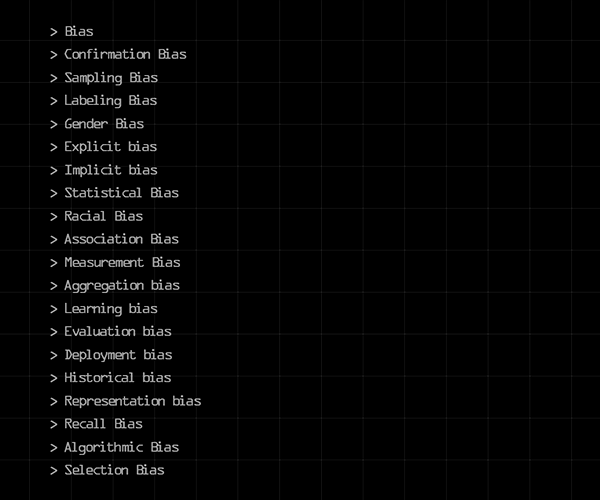 > Bias
> Confirmation Bias
> Sampling Bias
> Labeling Bias
> Gender Bias
> Explicit bias
> Implicit bias
> Statistical Bias
> Racial Bias
> Association Bias
> Measurement Bias
> Aggregation bias
> Learning bias
> Evaluation bias
> Deployment bias
> Historical bias
> Representation bias
> Recall Bias
> Algorithmic Bias
> Selection Bias